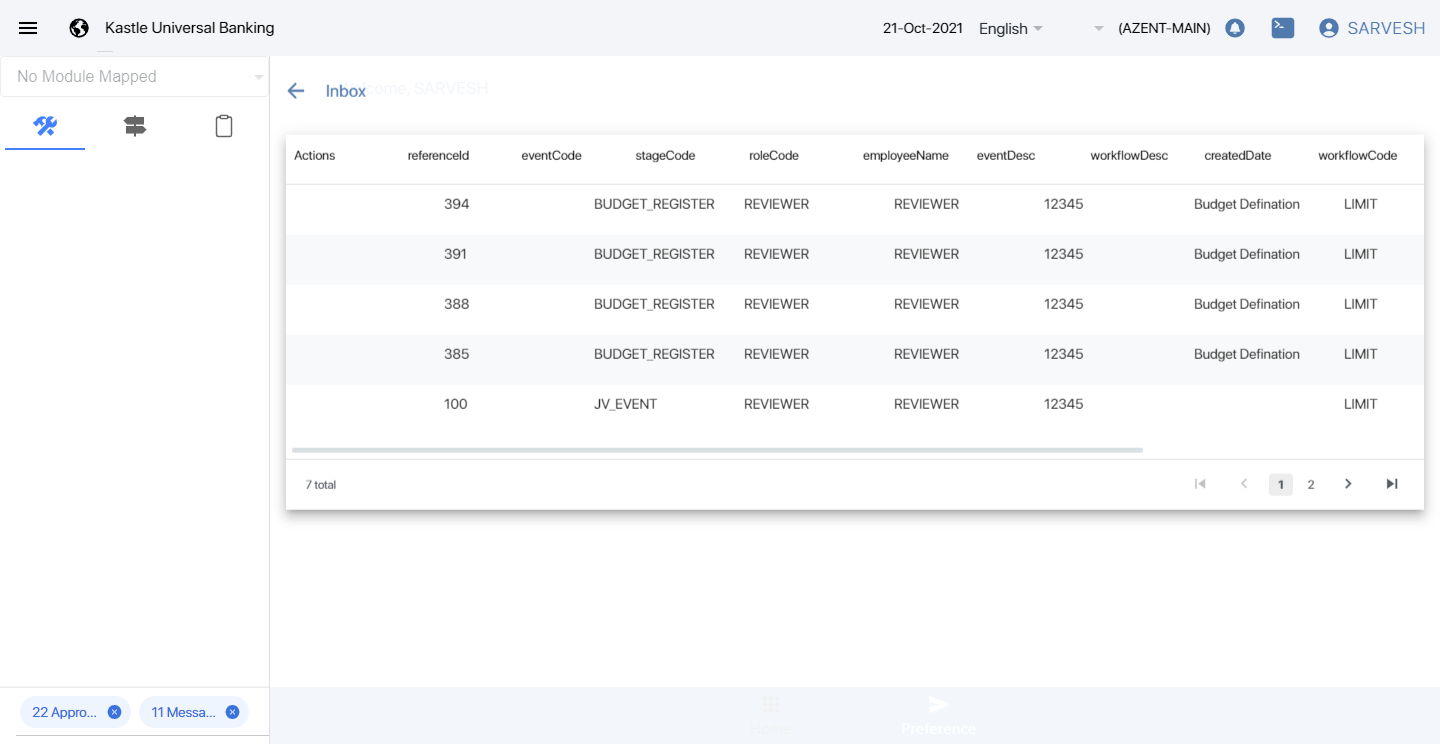 Kastle Universal Banking 21-Oct-2021 English (AZENT-MAIN) SARVESH
No Module Mapped
Inbox
come, SARVESH
Actions referenceId eventCode stageCode roleCode employeeName eventDesc workflowDesc createdDate workflowCode
394 BUDGET_REGISTER REVIEWER REVIEWER 12345 Budget Defination LIMIT
391 BUDGET_REGISTER REVIEWER REVIEWER 12345 Budget Defination LIMIT
388 BUDGET_REGISTER REVIEWER REVIEWER 12345 Budget Defination LIMIT
385 BUDGET_REGISTER REVIEWER REVIEWER 12345 Budget Defination LIMIT
100 JV_EVENT REVIEWER REVIEWER 12345 LIMIT
7 total 1 2
22 Appro... 11 Messa...
Preference